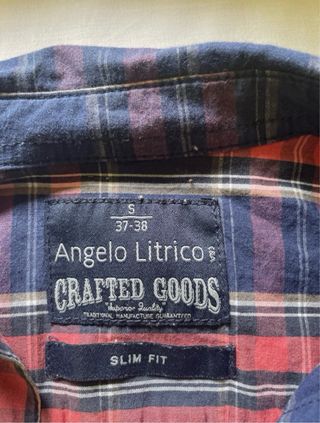 S
37-38
Angelo Litrico
CRAFTED GOODS
"Superior Quality"
TRADITIONAL MANUFACTURE GUARANTEED
SLIM FIT